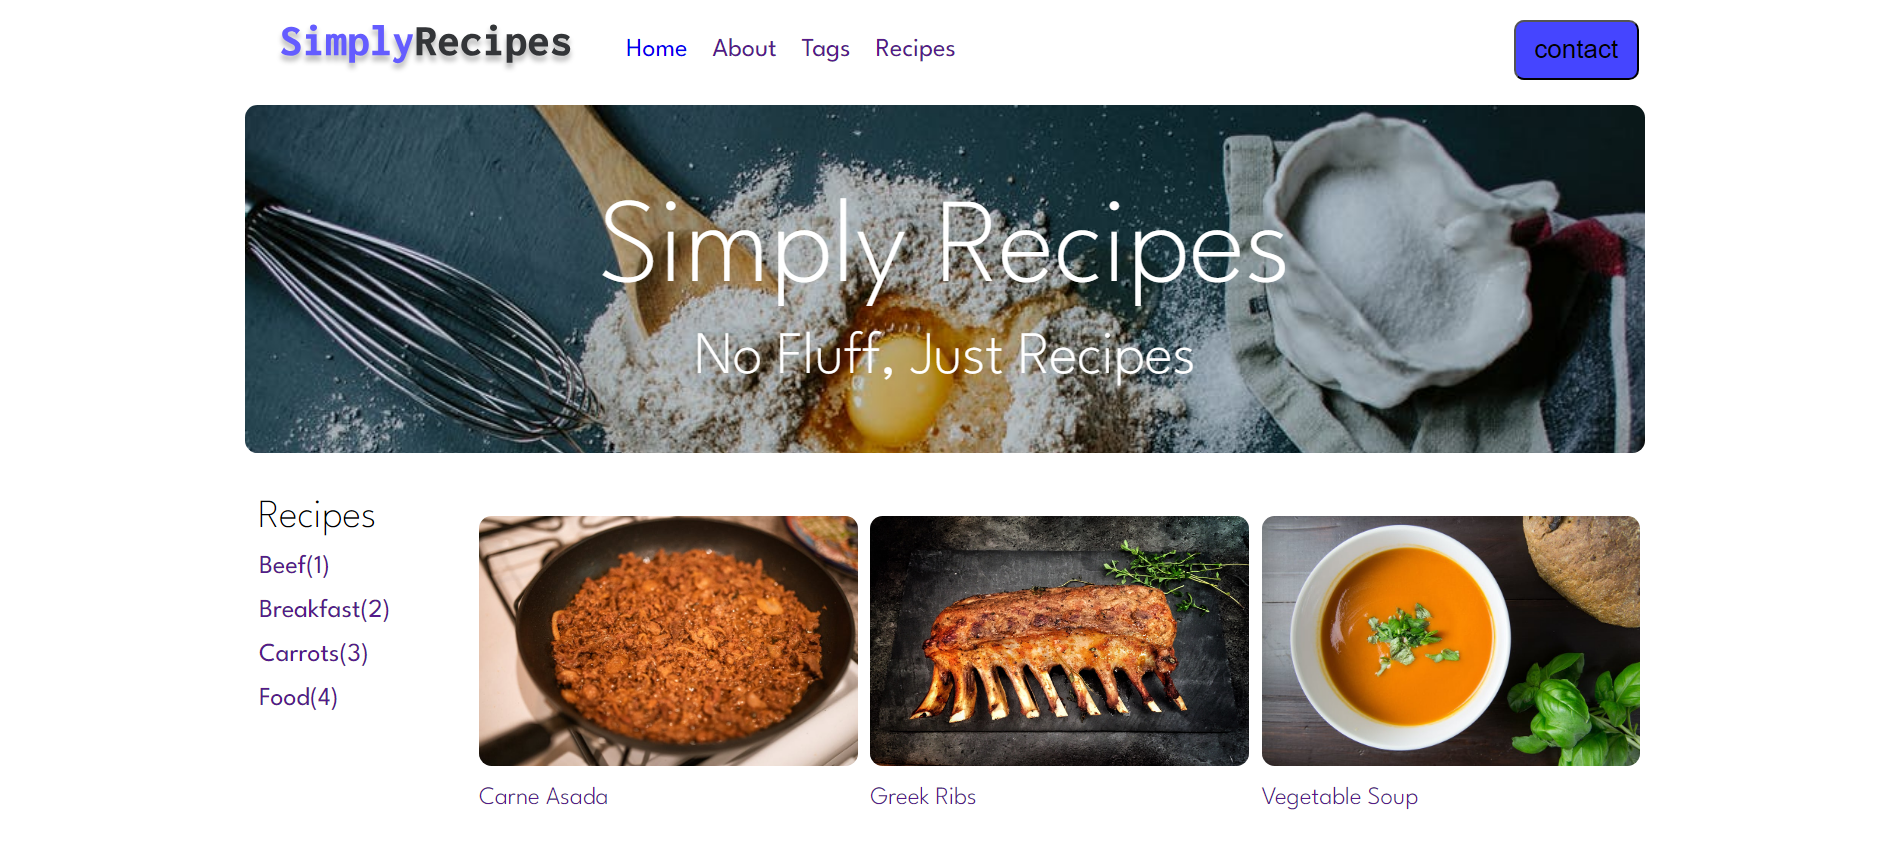 SimplyRecipes
Home About Tags Recipes
contact
Simply Recipes
No Fluff, Just Recipes
Recipes
Beef(1)
Breakfast(2)
Carrots(3)
Food(4)
Carne Asada
Greek Ribs
Vegetable Soup